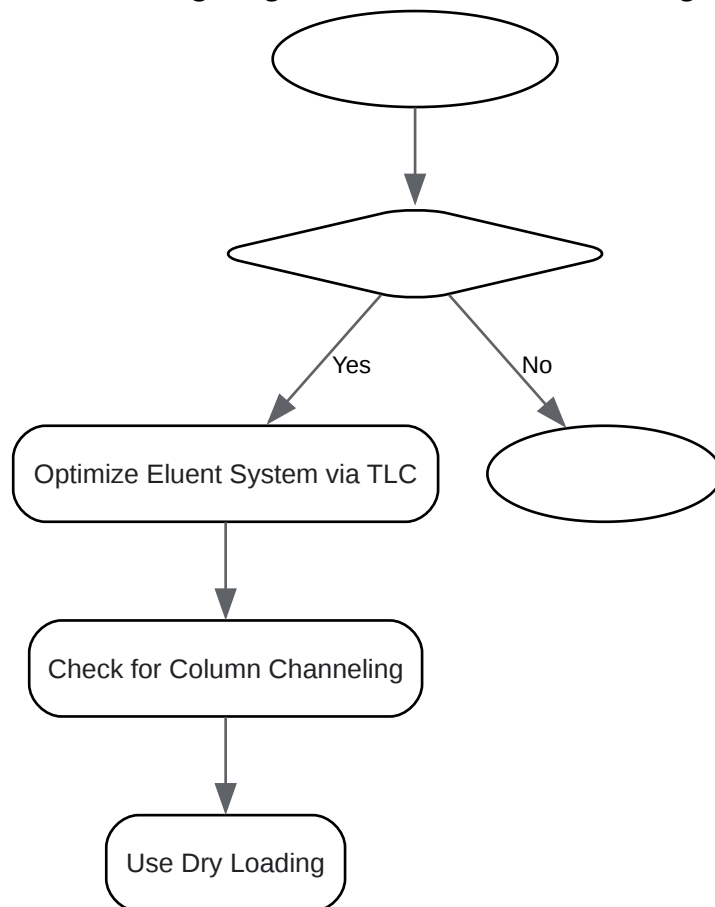 Yes
No
Optimize Eluent System via TLC
Check for Column Channeling
Use Dry Loading